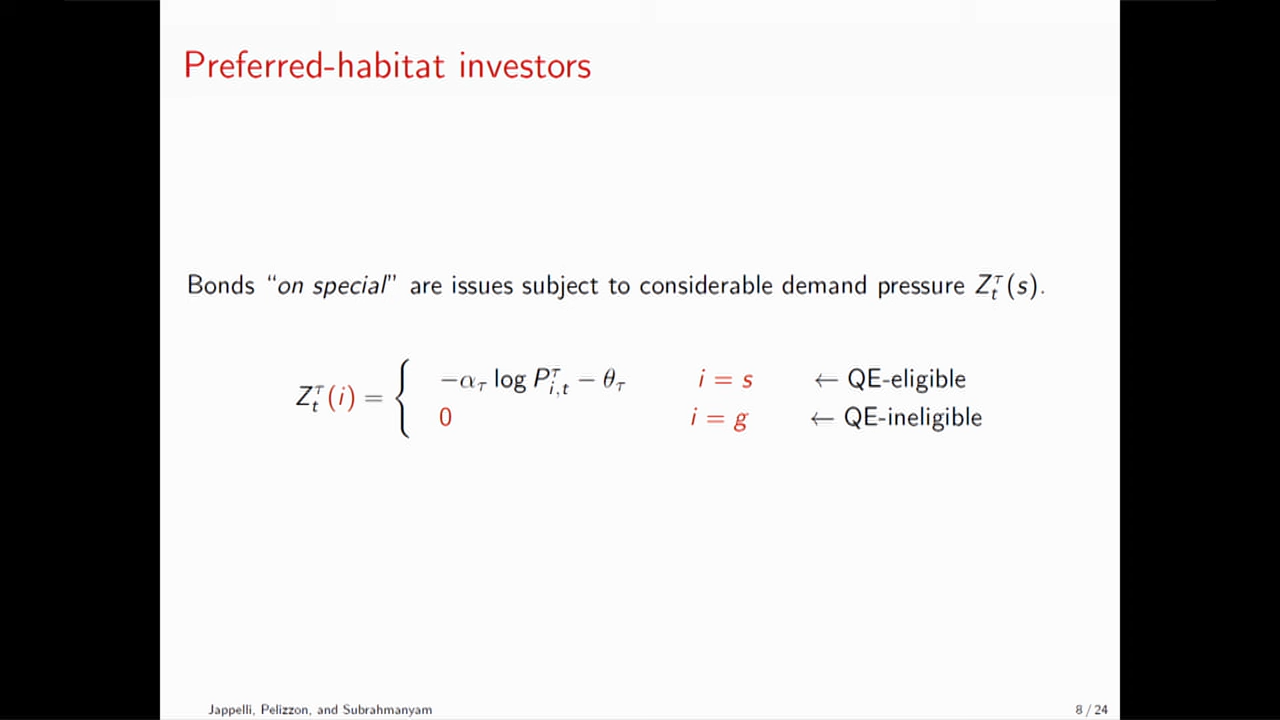 Preferred-habitat investors
Bonds “on special” are issues subject to considerable demand pressure Z_t^τ(s).
Z_t^τ(i) = { −α_τ log P_{i,t}^τ − θ_τ i = s ← QE-eligible
0 i = g ← QE-ineligible
Jappelli, Pelizzon, and Subrahmanyam
8 / 24